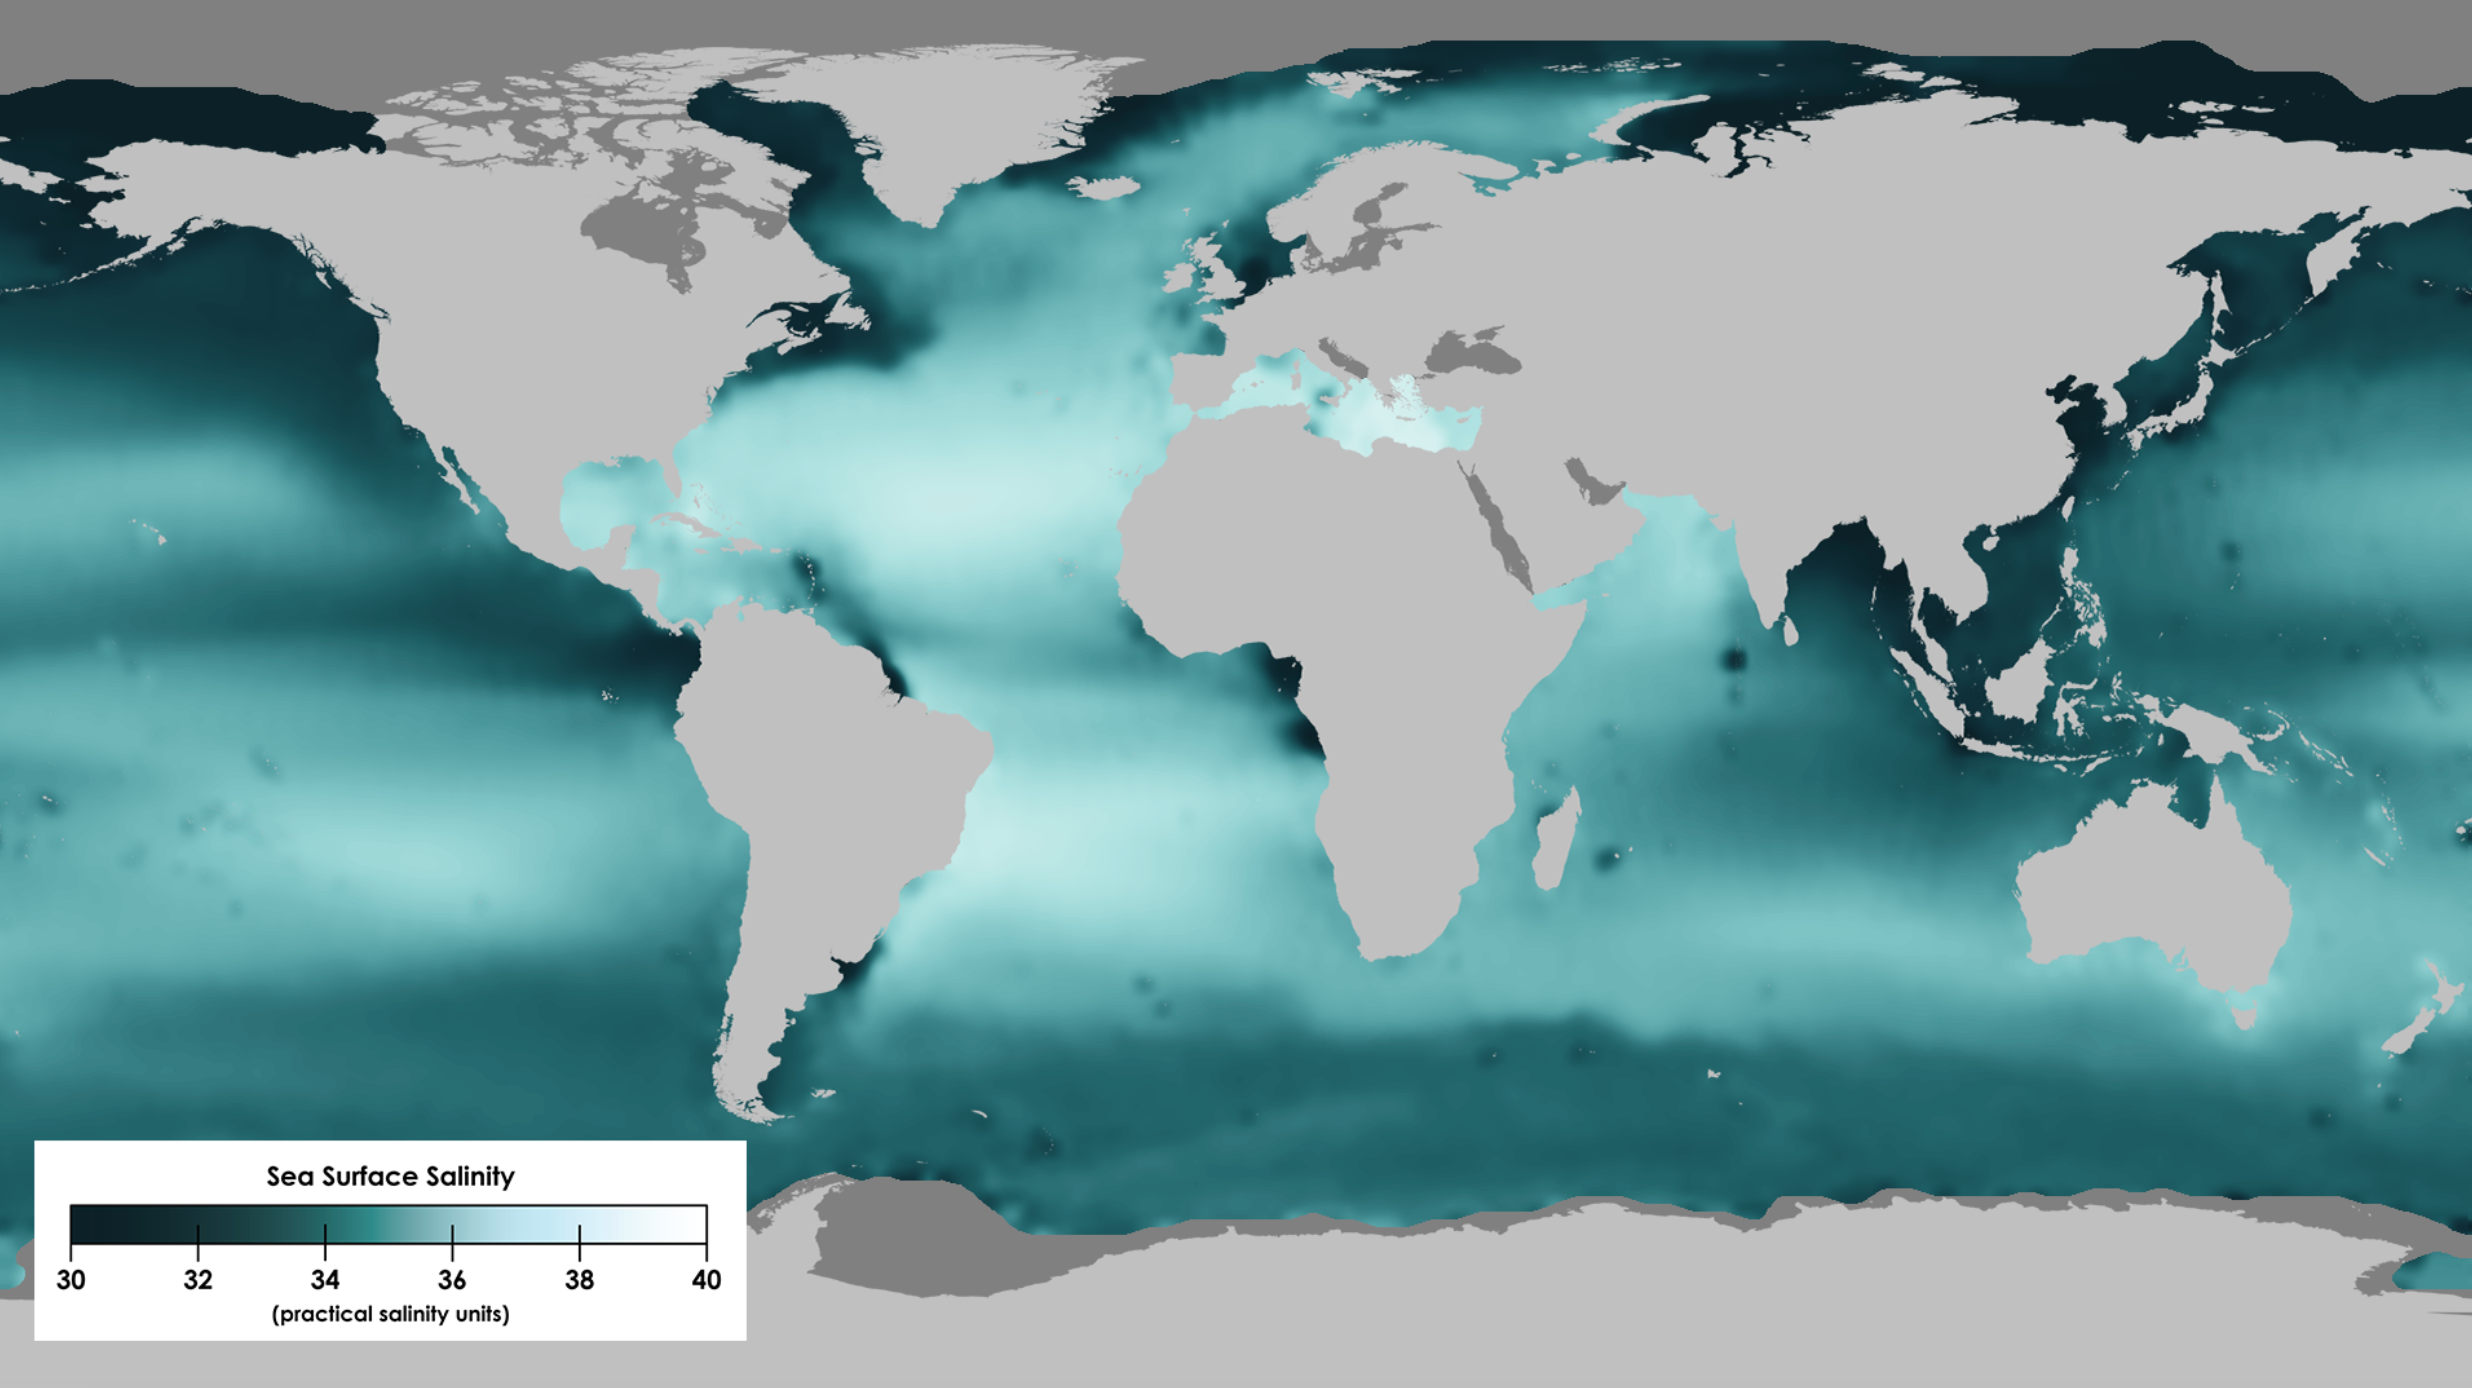 Sea Surface Salinity
30 32 34 36 38 40
(practical salinity units)